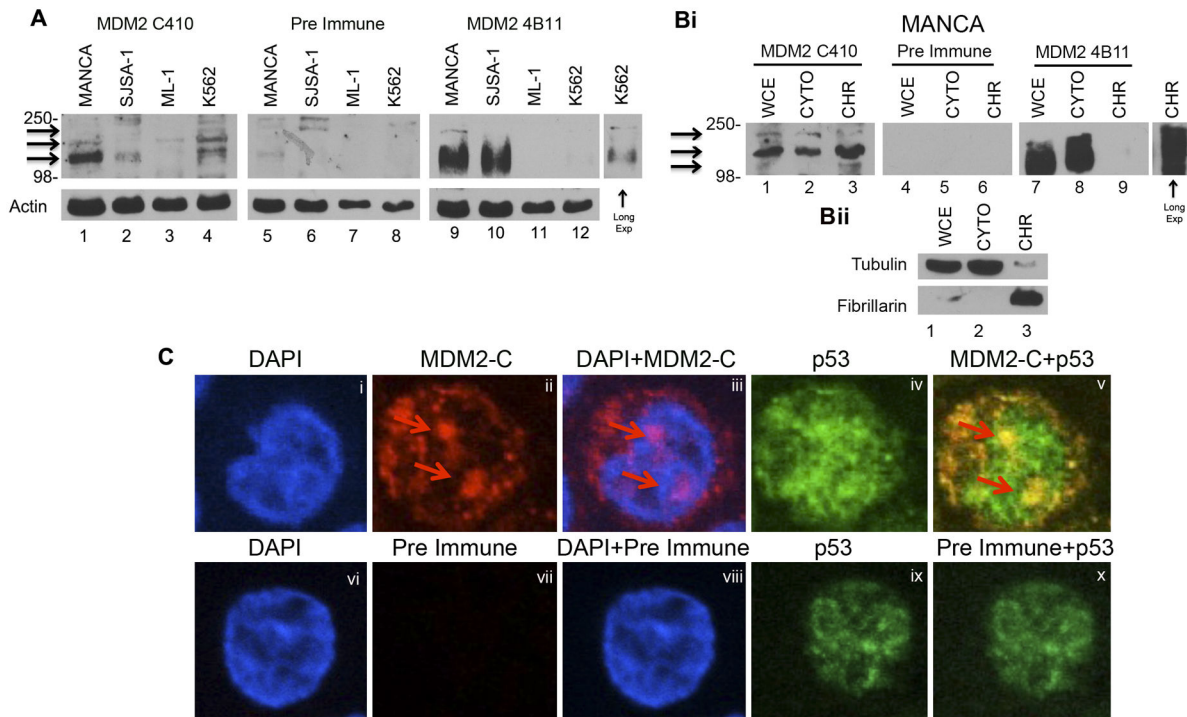 A
MDM2 C410
Pre Immune
MDM2 4B11
MANCA
SJSA-1
ML-1
K562
MANCA
SJSA-1
ML-1
K562
MANCA
SJSA-1
ML-1
K562
K562
250-
98-
Actin
Long
Exp
1 2 3 4 5 6 7 8 9 10 11 12
Bi
MANCA
MDM2 C410
Pre Immune
MDM2 4B11
WCE
CYTO
CHR
WCE
CYTO
CHR
WCE
CYTO
CHR
CHR
250-
98-
1 2 3 4 5 6 7 8 9
Long
Exp
Bii
WCE
CYTO
CHR
Tubulin
Fibrillarin
1 2 3
C
DAPI MDM2-C DAPI+MDM2-C p53 MDM2-C+p53
i ii iii iv v
DAPI Pre Immune DAPI+Pre Immune p53 Pre Immune+p53
vi vii viii ix x